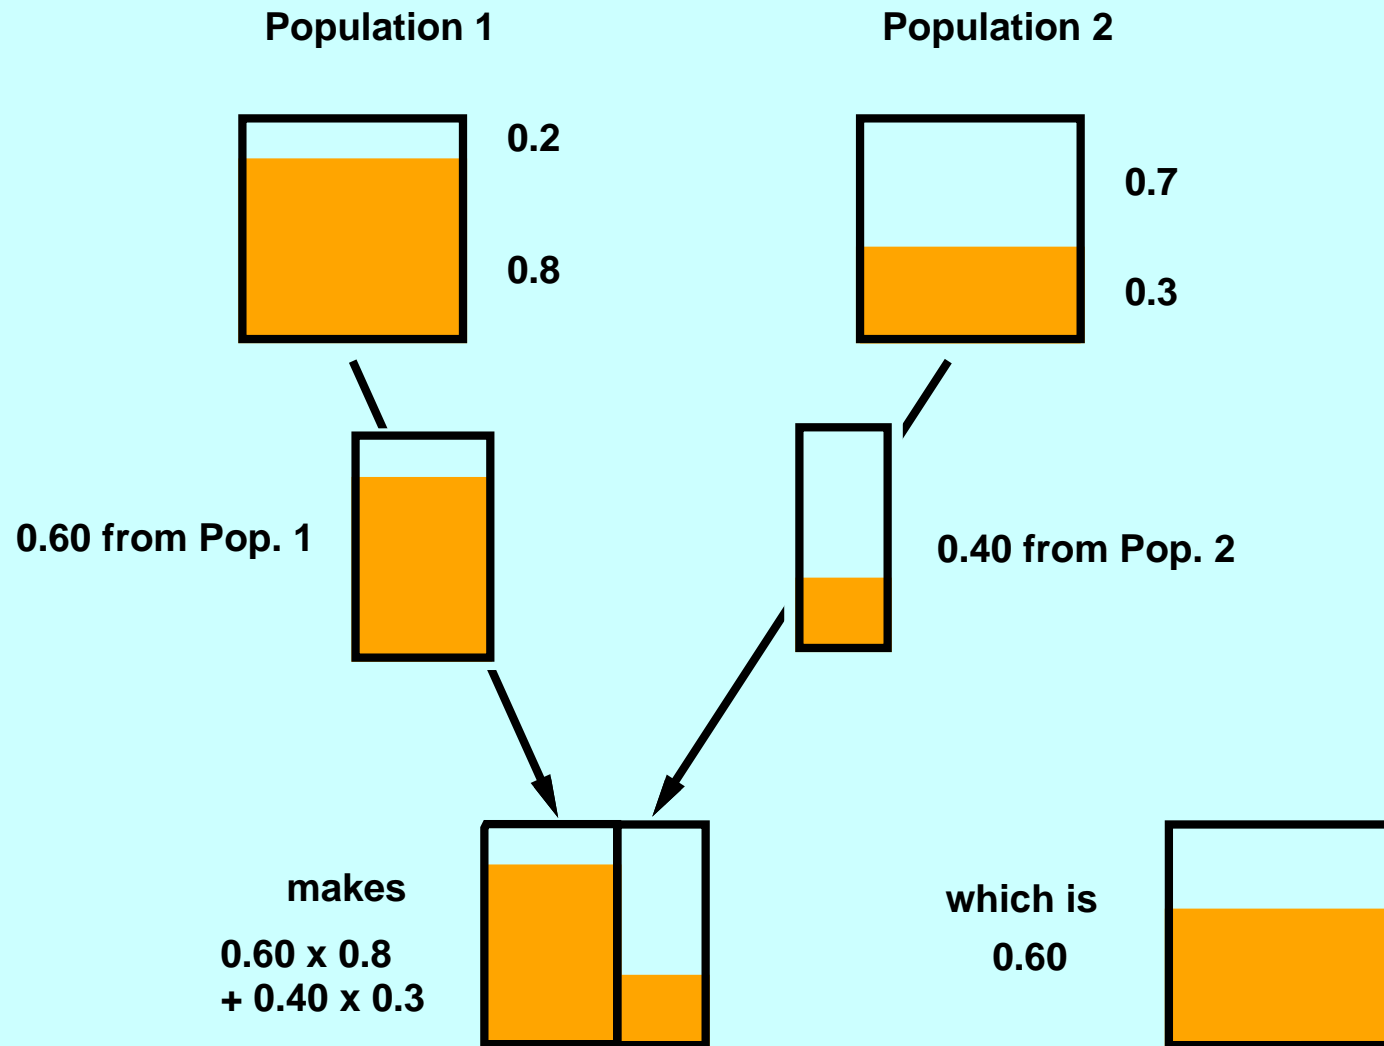 Population 1
Population 2
0.2
0.8
0.7
0.3
0.60 from Pop. 1
0.40 from Pop. 2
makes
0.60 x 0.8
+ 0.40 x 0.3
which is
0.60